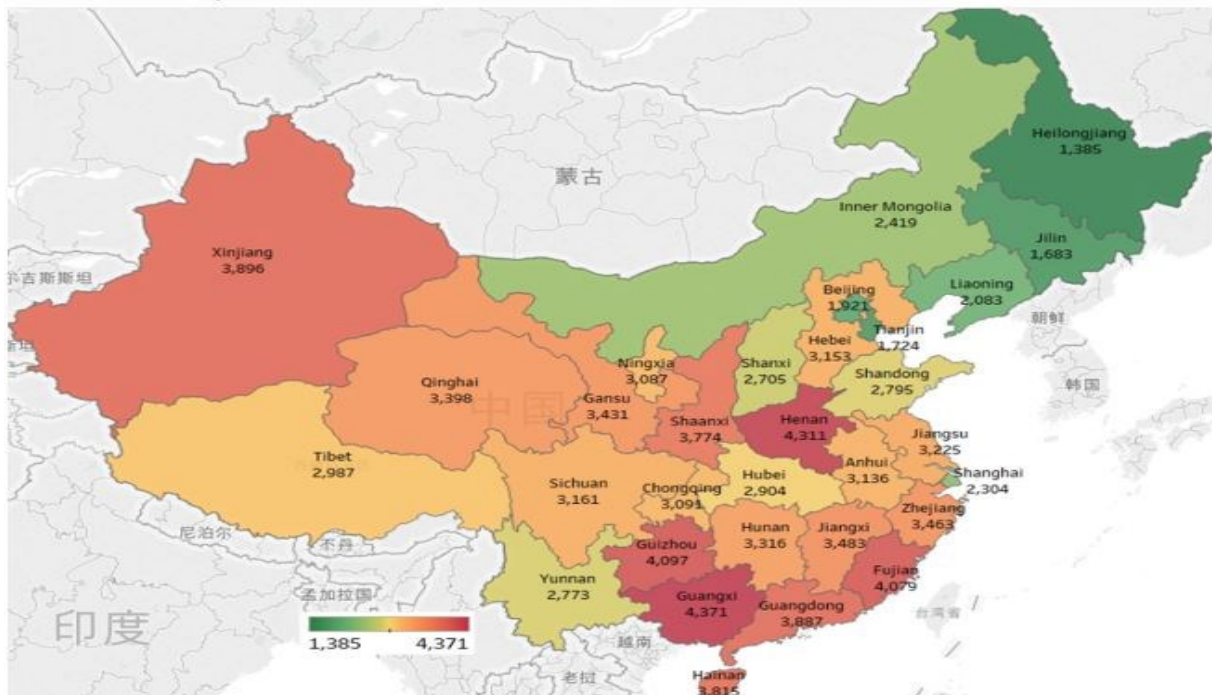 蒙古
Heilongjiang
1,385
Inner Mongolia
2,419
Jilin
1,683
Xinjiang
3,896
尔吉斯斯坦
Beijing
1,921
Liaoning
2,083
朝鲜
Tianjin
1,724
Hebei
3,153
Ningxia
3,087
Shanxi
2,705
Shandong
2,795
韩国
Qinghai
3,398
中国
Gansu
3,431
Shaanxi
3,774
Henan
4,311
Jiangsu
3,225
Tibet
2,987
Anhui
3,136
Shanghai
2,304
Sichuan
3,161
Chongqing
3,091
Hubei
2,904
Zhejiang
3,463
尼泊尔
不丹
Hunan
3,316
Jiangxi
3,483
Guizhou
4,097
Fujian
4,079
Yunnan
2,773
孟加拉国
Guangxi
4,371
Guangdong
3,887
台湾省
印度
1,385
4,371
越南
老挝
Hainan
3,815